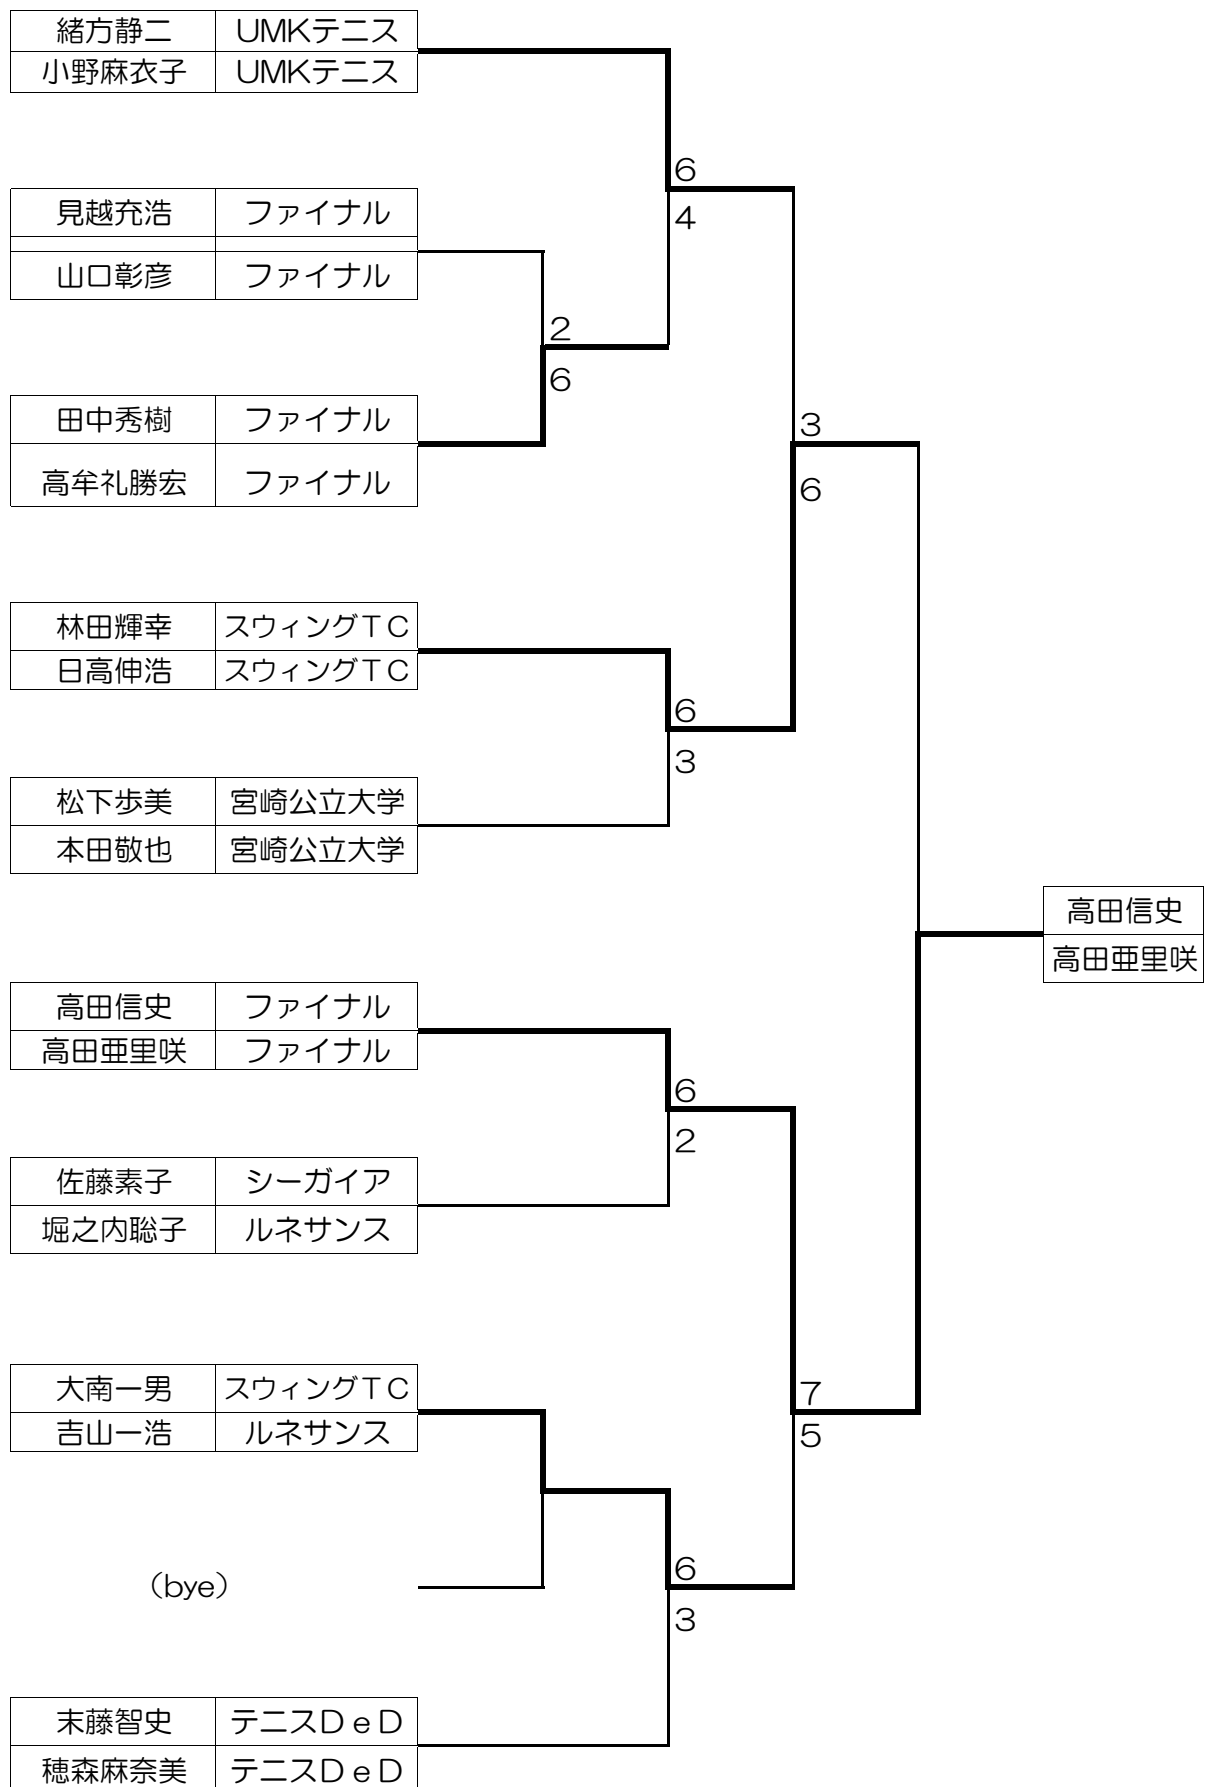 緒方静二 UMKテニス
小野麻衣子 UMKテニス
6
見越充浩 ファイナル
4
山口彰彦 ファイナル
2
6
田中秀樹 ファイナル
3
高牟礼勝宏 ファイナル
6
林田輝幸 スウィングTC
日高伸浩 スウィングTC
6
3
松下歩美 宮崎公立大学
本田敬也 宮崎公立大学
高田信史
高田亜里咲
高田信史 ファイナル
高田亜里咲 ファイナル
6
2
佐藤素子 シーガイア
堀之内聡子 ルネサンス
大南一男 スウィングTC
7
吉山一浩 ルネサンス
5
6
(bye)
3
末藤智史 テニスDeD
穂森麻奈美 テニスDeD